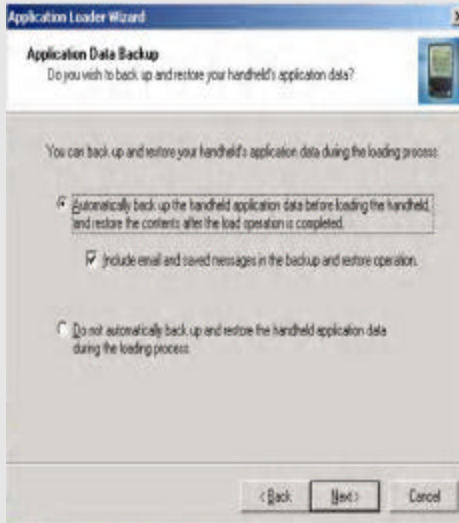 Application Loader Wizard
Application Data Backup
Do you wish to back up and restore your handheld's application data?
You can back up and restore your handheld's application data during the loading process
Automatically back up the handheld application data before loading the handheld,
and restore the contents after the load operation is completed.
Include email and saved messages in the backup and restore operation.
Do not automatically back up and restore the handheld application data
during the loading process
< Back
Next >
Cancel